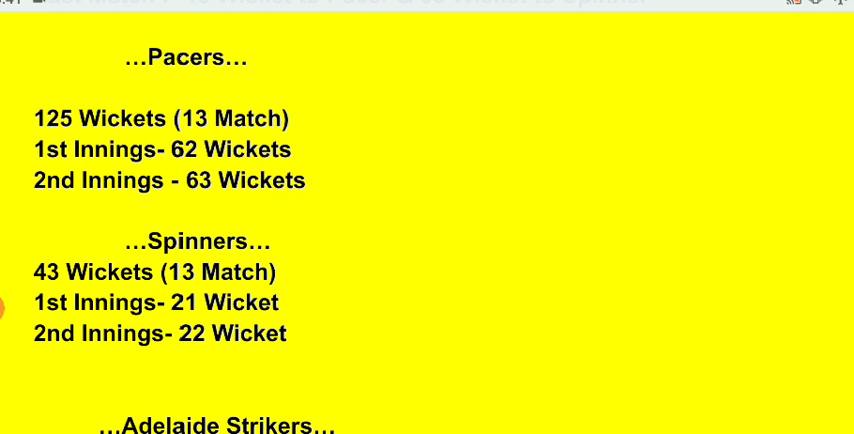 …Pacers…
125 Wickets (13 Match)
1st Innings- 62 Wickets
2nd Innings - 63 Wickets
…Spinners…
43 Wickets (13 Match)
1st Innings- 21 Wicket
2nd Innings- 22 Wicket
…Adelaide Strikers…